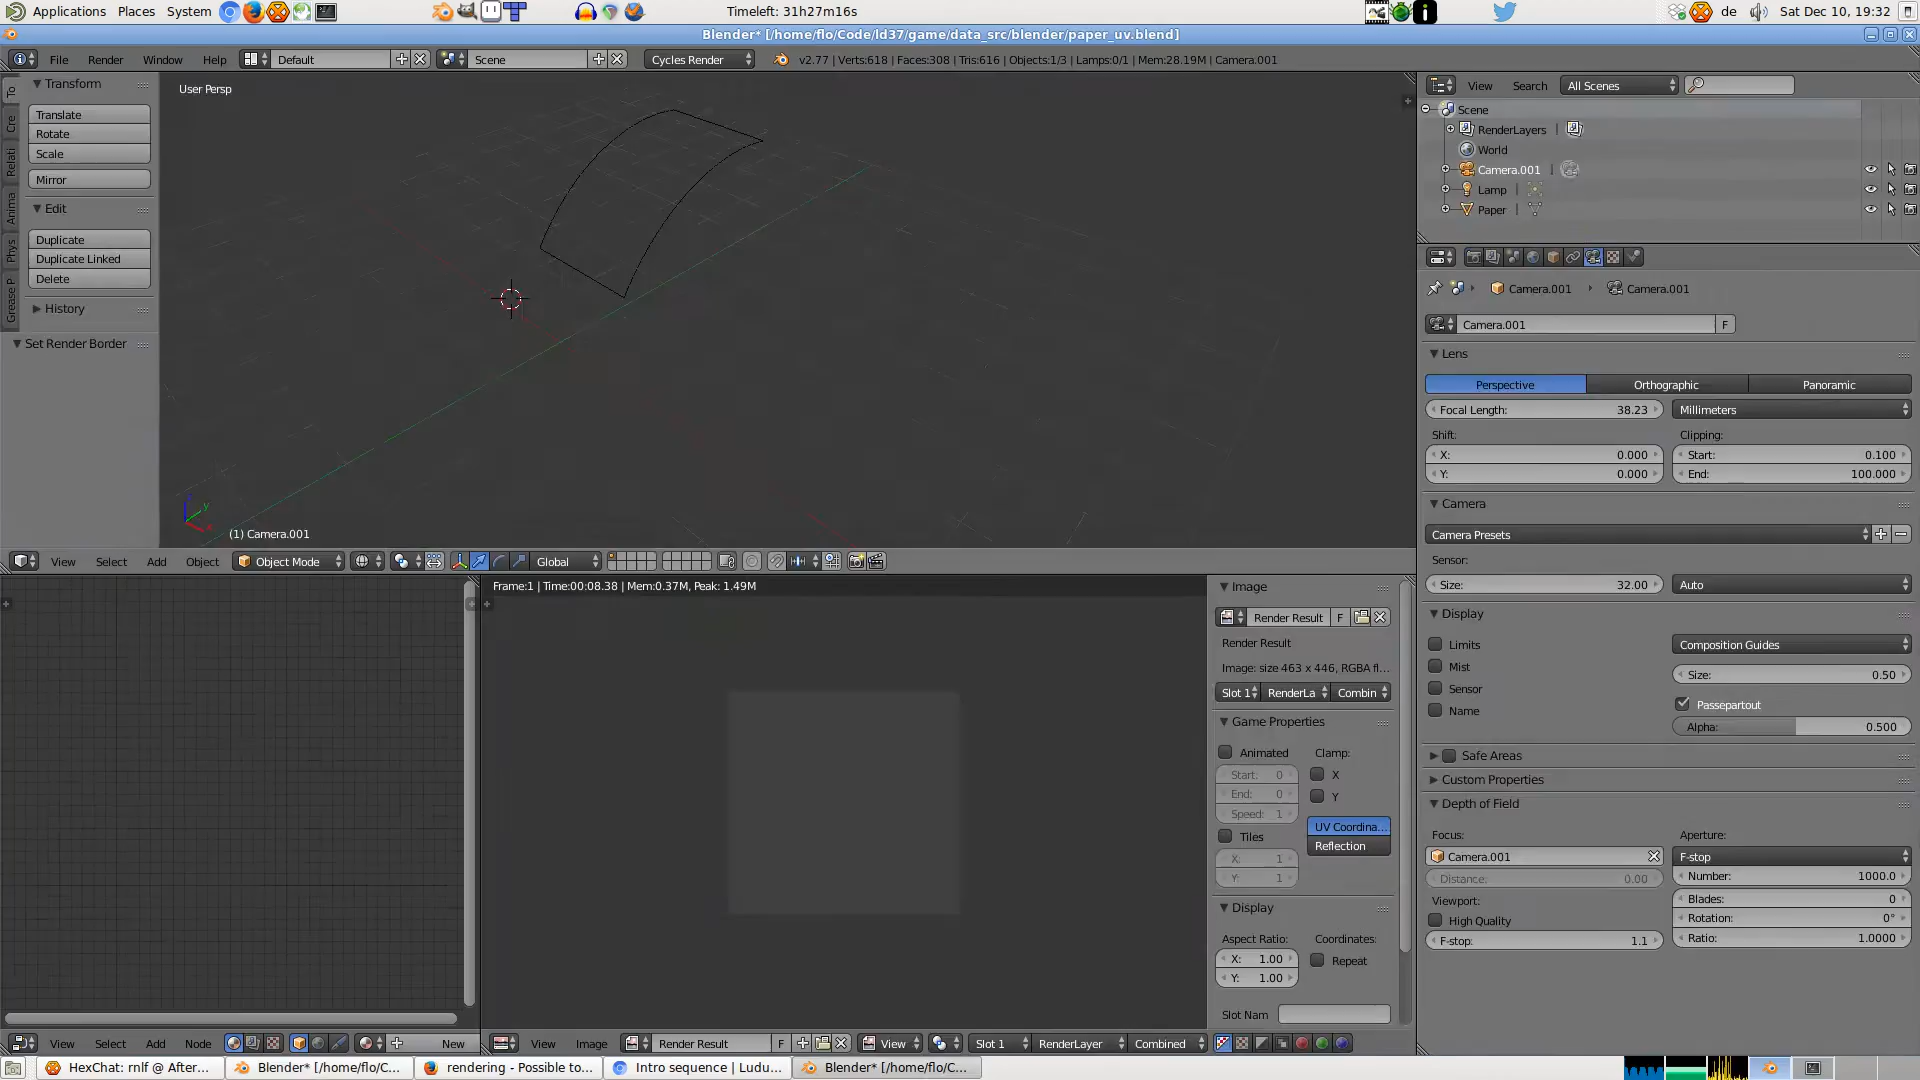 Applications Places System Timeleft: 31h27m16s de Sat Dec 10, 19:32
Blender* [/home/flo/Code/ld37/game/data_src/blender/paper_uv.blend]
File Render Window Help Default Scene Cycles Render v2.77 | Verts:618 | Faces:308 | Tris:616 | Objects:1/3 | Lamps:0/1 | Mem:28.19M | Camera.001
Transform
Translate
Rotate
Scale
Mirror
Edit
Duplicate
Duplicate Linked
Delete
History
Set Render Border
To
Cre
Relati
Anima
Phys
Grease P
User Persp
(1) Camera.001
View Select Add Object Object Mode Global
View Search All Scenes
Scene
RenderLayers
World
Camera.001
Lamp
Paper
Camera.001 Camera.001
Camera.001 F
Lens
Perspective Orthographic Panoramic
Focal Length: 38.23 Millimeters
Shift: Clipping:
X: 0.000 Start: 0.100
Y: 0.000 End: 100.000
Camera
Camera Presets
Sensor:
Size: 32.00 Auto
Display
Limits Composition Guides
Mist Size: 0.50
Sensor Passepartout
Name Alpha: 0.500
Safe Areas
Custom Properties
Depth of Field
Focus: Aperture:
Camera.001 F-stop
Distance: 0.00 Number: 1000.0
Viewport: Blades: 0
High Quality Rotation: 0°
F-stop: 1.1 Ratio: 1.0000
Frame:1 | Time:00:08.38 | Mem:0.37M, Peak: 1.49M
Image
Render Result F
Render Result
Image: size 463 x 446, RGBA fl...
Slot 1 RenderLa Combin
Game Properties
Animated Clamp:
Start: 0 X
End: 0 Y
Speed: 1 UV Coordina...
Tiles Reflection
X: 1
Y: 1
Display
Aspect Ratio: Coordinates:
X: 1.00 Repeat
Y: 1.00
Slot Nam
View Select Add Node New
View Image Render Result F View Slot 1 RenderLayer Combined
HexChat: rnlf @ After... Blender* [/home/flo/C... rendering - Possible to... Intro sequence | Ludu... Blender* [/home/flo/C...